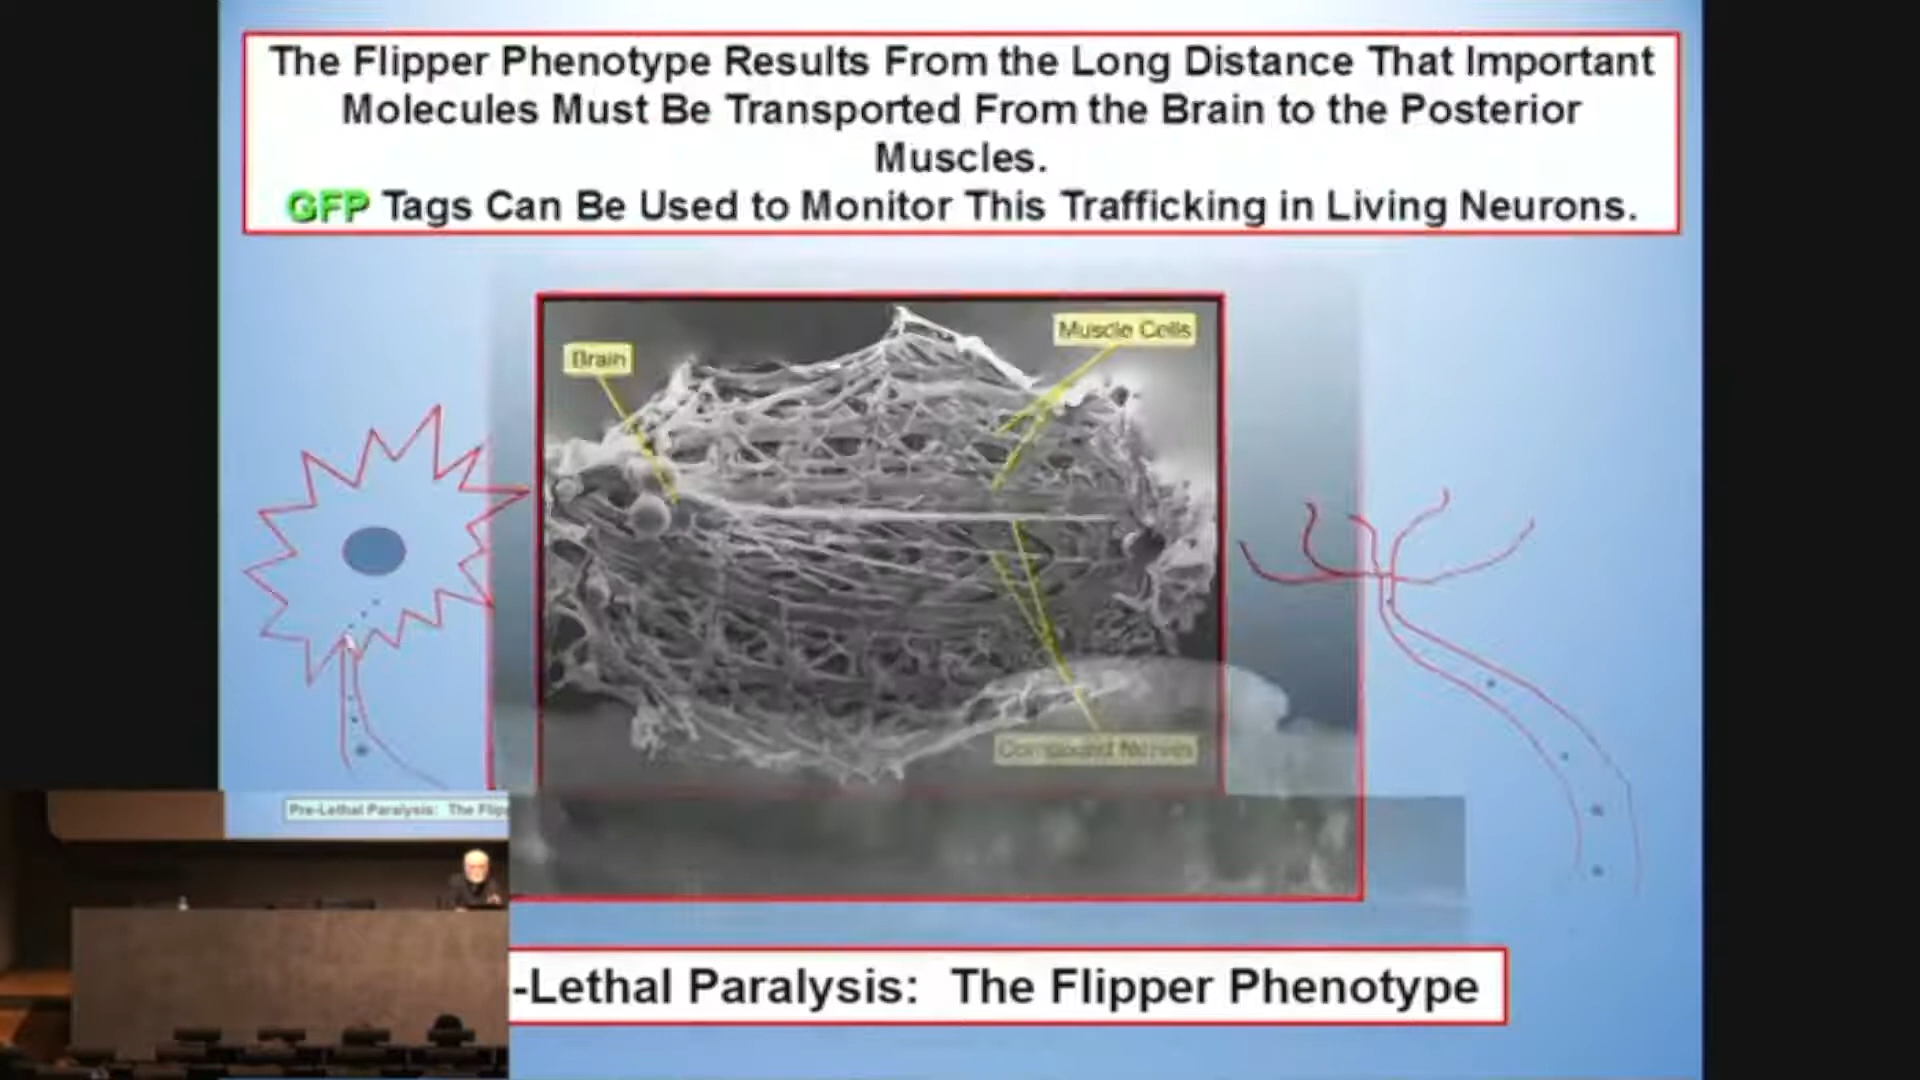 The Flipper Phenotype Results From the Long Distance That Important
Molecules Must Be Transported From the Brain to the Posterior
Muscles.
GFP Tags Can Be Used to Monitor This Trafficking in Living Neurons.
Muscle Cells
Brain
Compound Nerves
Pre-Lethal Paralysis: The Flip
-Lethal Paralysis: The Flipper Phenotype